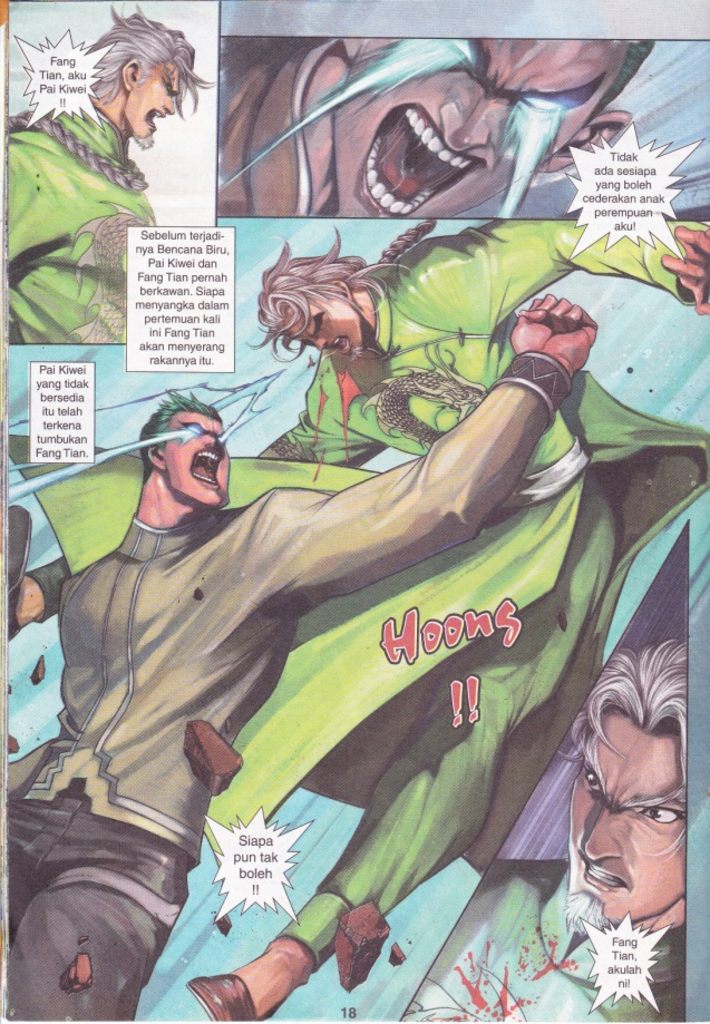 Fang
Tian, aku
Pai Kiwei
!!
Tidak
ada sesiapa
yang boleh
cederakan anak
perempuan
aku!
Sebelum terjadi-
nya Bencana Biru,
Pai Kiwei dan
Fang Tian pernah
berkawan. Siapa
menyangka dalam
pertemuan kali
ini Fang Tian
akan menyerang
rakannya itu.
Pai Kiwei
yang tidak
bersedia
itu telah
terkena
tumbukan
Fang Tian.
Hoong
!!
Siapa
pun tak
boleh
!!
Fang
Tian,
akulah
ni!
18